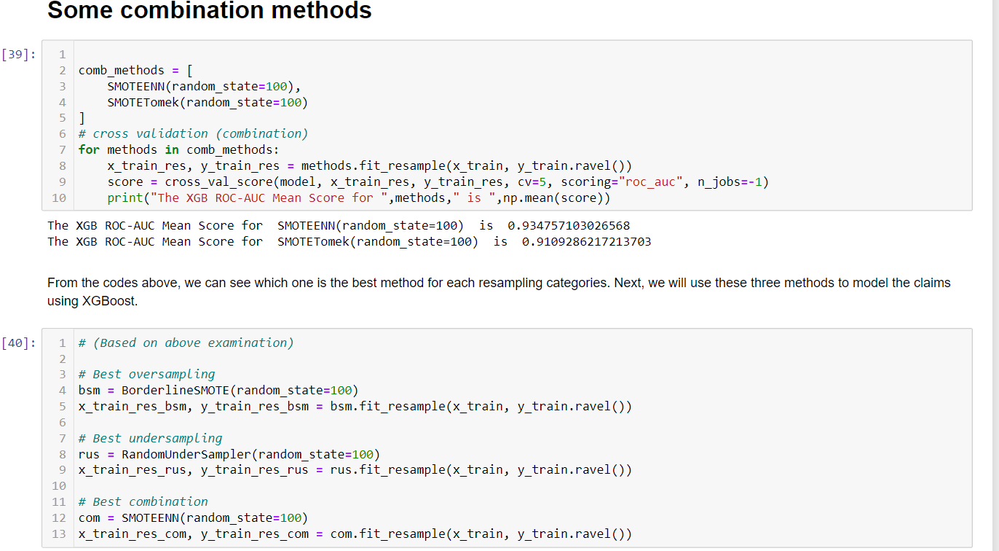 Some combination methods
[39]:
1
2 comb_methods = [
3     SMOTEENN(random_state=100),
4     SMOTETomek(random_state=100)
5 ]
6 # cross validation (combination)
7 for methods in comb_methods:
8     x_train_res, y_train_res = methods.fit_resample(x_train, y_train.ravel())
9     score = cross_val_score(model, x_train_res, y_train_res, cv=5, scoring="roc_auc", n_jobs=-1)
10     print("The XGB ROC-AUC Mean Score for ",methods," is ",np.mean(score))
The XGB ROC-AUC Mean Score for  SMOTEENN(random_state=100)  is  0.934757103026568
The XGB ROC-AUC Mean Score for  SMOTETomek(random_state=100)  is  0.9109286217213703
From the codes above, we can see which one is the best method for each resampling categories. Next, we will use these three methods to model the claims
using XGBoost.
[40]:
1 # (Based on above examination)
2
3 # Best oversampling
4 bsm = BorderlineSMOTE(random_state=100)
5 x_train_res_bsm, y_train_res_bsm = bsm.fit_resample(x_train, y_train.ravel())
6
7 # Best undersampling
8 rus = RandomUnderSampler(random_state=100)
9 x_train_res_rus, y_train_res_rus = rus.fit_resample(x_train, y_train.ravel())
10
11 # Best combination
12 com = SMOTEENN(random_state=100)
13 x_train_res_com, y_train_res_com = com.fit_resample(x_train, y_train.ravel())